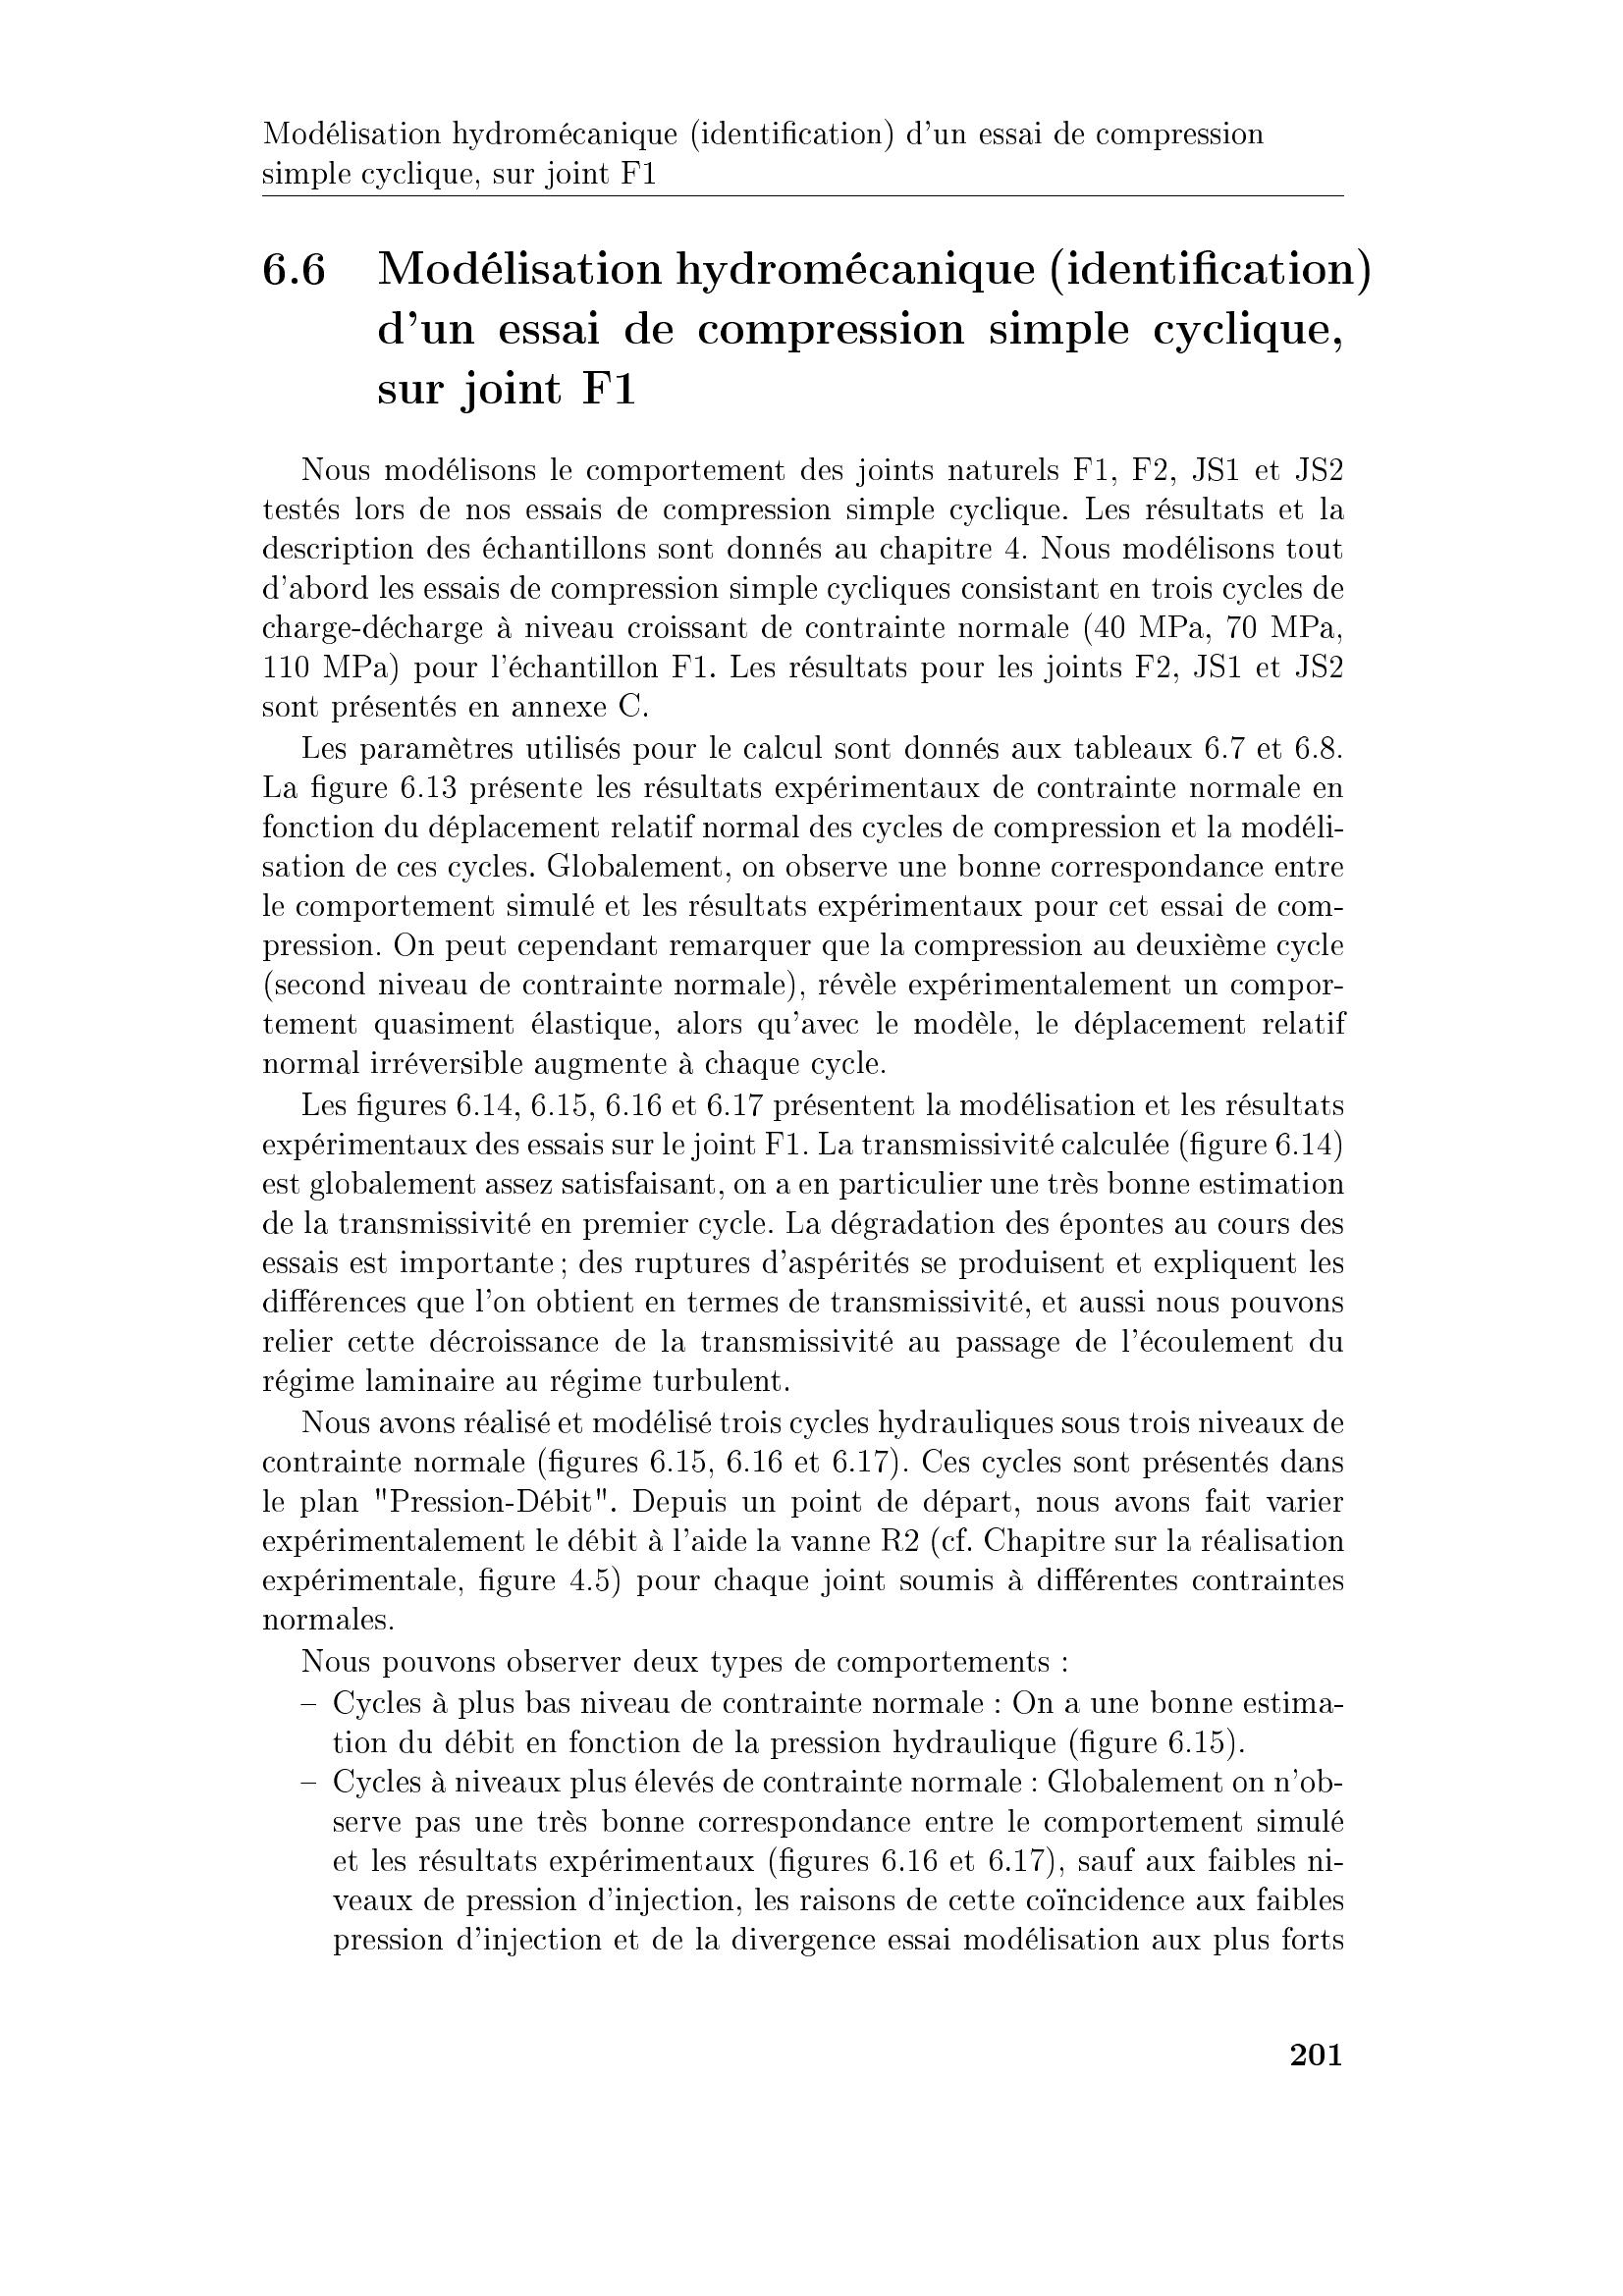 Modélisation hydromécanique (identification) d'un essai de compression
simple cyclique, sur joint F1
6.6 Modélisation hydromécanique (identification)
d'un essai de compression simple cyclique,
sur joint F1
Nous modélisons le comportement des joints naturels F1, F2, JS1 et JS2
testés lors de nos essais de compression simple cyclique. Les résultats et la
description des échantillons sont donnés au chapitre 4. Nous modélisons tout
d'abord les essais de compression simple cycliques consistant en trois cycles de
charge-décharge à niveau croissant de contrainte normale (40 MPa, 70 MPa,
110 MPa) pour l'échantillon F1. Les résultats pour les joints F2, JS1 et JS2
sont présentés en annexe C.
Les paramètres utilisés pour le calcul sont donnés aux tableaux 6.7 et 6.8.
La figure 6.13 présente les résultats expérimentaux de contrainte normale en
fonction du déplacement relatif normal des cycles de compression et la modéli-
sation de ces cycles. Globalement, on observe une bonne correspondance entre
le comportement simulé et les résultats expérimentaux pour cet essai de com-
pression. On peut cependant remarquer que la compression au deuxième cycle
(second niveau de contrainte normale), révèle expérimentalement un compor-
tement quasiment élastique, alors qu'avec le modèle, le déplacement relatif
normal irréversible augmente à chaque cycle.
Les figures 6.14, 6.15, 6.16 et 6.17 présentent la modélisation et les résultats
expérimentaux des essais sur le joint F1. La transmissivité calculée (figure 6.14)
est globalement assez satisfaisant, on a en particulier une très bonne estimation
de la transmissivité en premier cycle. La dégradation des épontes au cours des
essais est importante ; des ruptures d'aspérités se produisent et expliquent les
différences que l'on obtient en termes de transmissivité, et aussi nous pouvons
relier cette décroissance de la transmissivité au passage de l'écoulement du
régime laminaire au régime turbulent.
Nous avons réalisé et modélisé trois cycles hydrauliques sous trois niveaux de
contrainte normale (figures 6.15, 6.16 et 6.17). Ces cycles sont présentés dans
le plan "Pression-Débit". Depuis un point de départ, nous avons fait varier
expérimentalement le débit à l'aide la vanne R2 (cf. Chapitre sur la réalisation
expérimentale, figure 4.5) pour chaque joint soumis à différentes contraintes
normales.
Nous pouvons observer deux types de comportements :
– Cycles à plus bas niveau de contrainte normale : On a une bonne estima-
tion du débit en fonction de la pression hydraulique (figure 6.15).
– Cycles à niveaux plus élevés de contrainte normale : Globalement on n'ob-
serve pas une très bonne correspondance entre le comportement simulé
et les résultats expérimentaux (figures 6.16 et 6.17), sauf aux faibles ni-
veaux de pression d'injection, les raisons de cette coïncidence aux faibles
pression d'injection et de la divergence essai modélisation aux plus forts
201